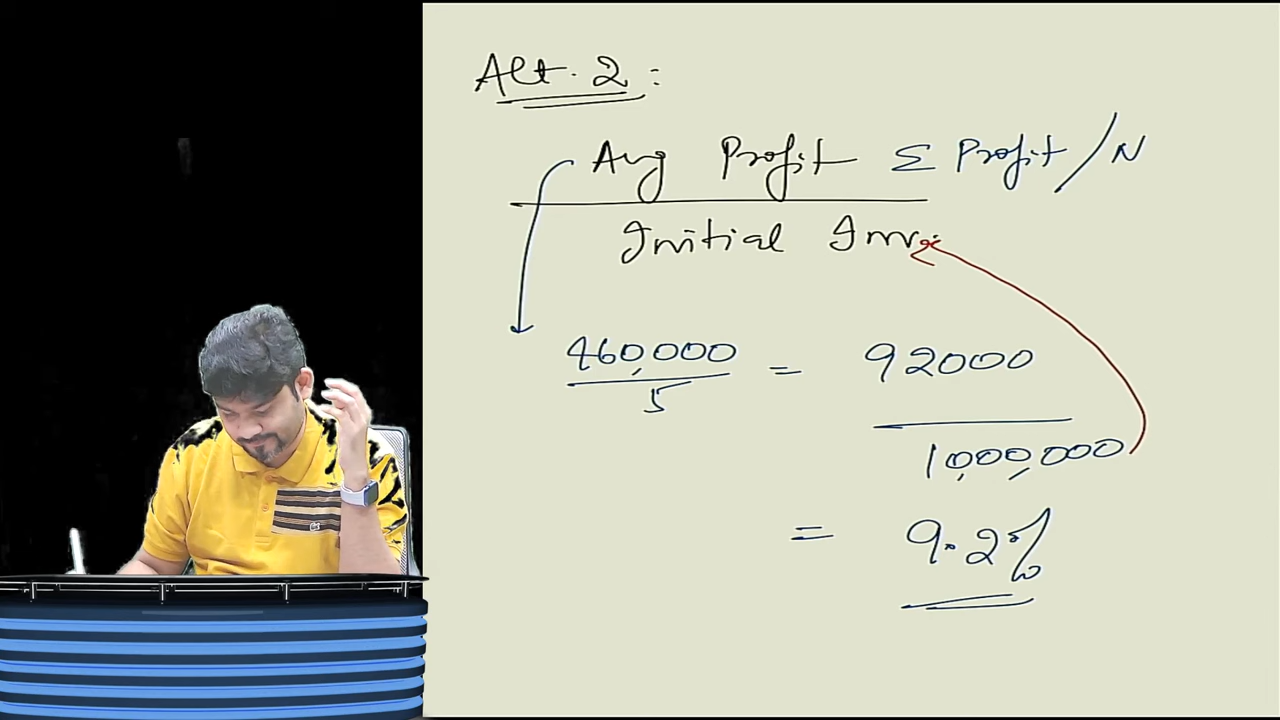 Alt. 2 :
Avg Profit Σ Profit / N
Initial Inv.
460,000 = 92000
5
1,000,000
= 9.2%